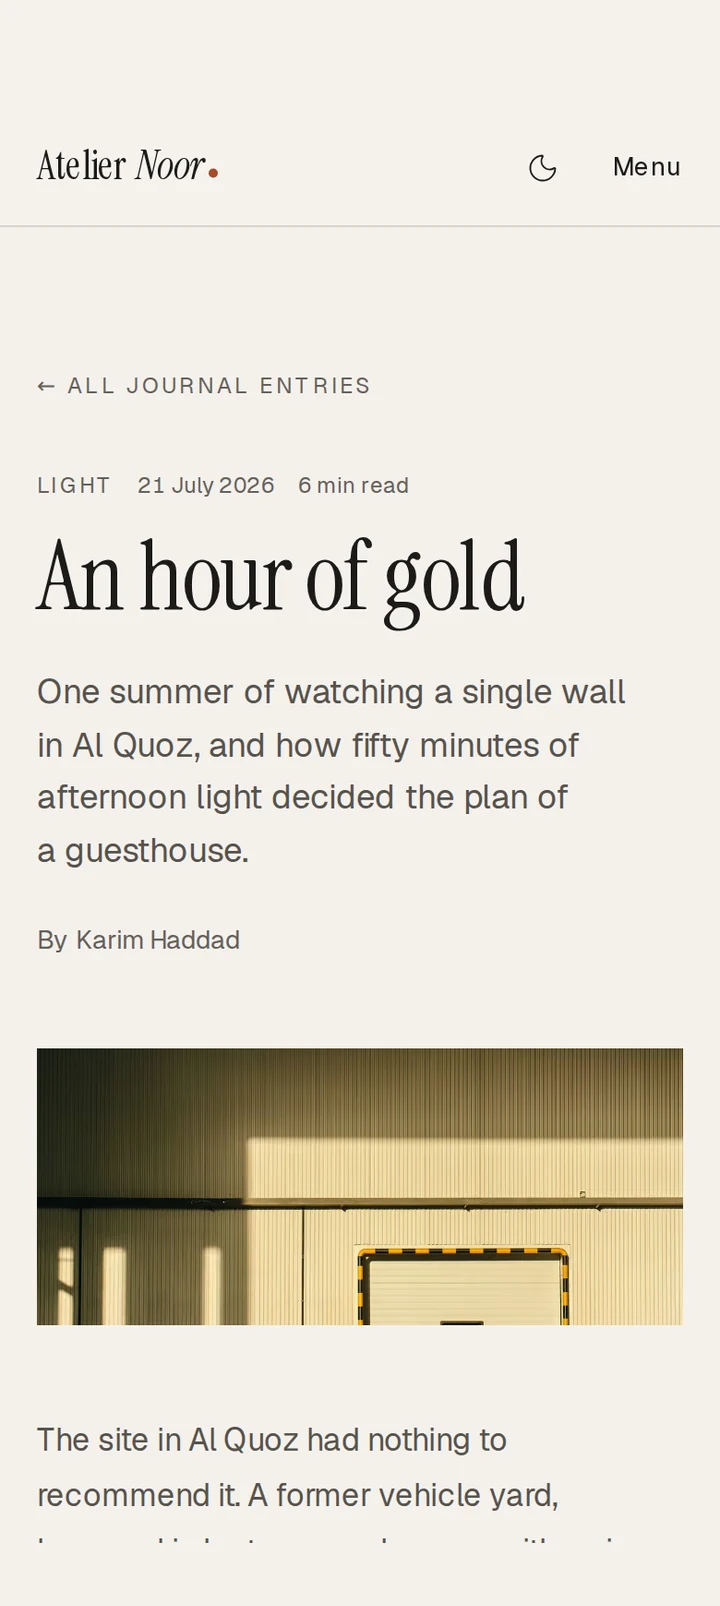 Atelier Noor.
Menu
← ALL JOURNAL ENTRIES
LIGHT 21 July 2026 6 min read
An hour of gold
One summer of watching a single wall
in Al Quoz, and how fifty minutes of
afternoon light decided the plan of
a guesthouse.
By Karim Haddad
The site in Al Quoz had nothing to
recommend it. A former vehicle yard,